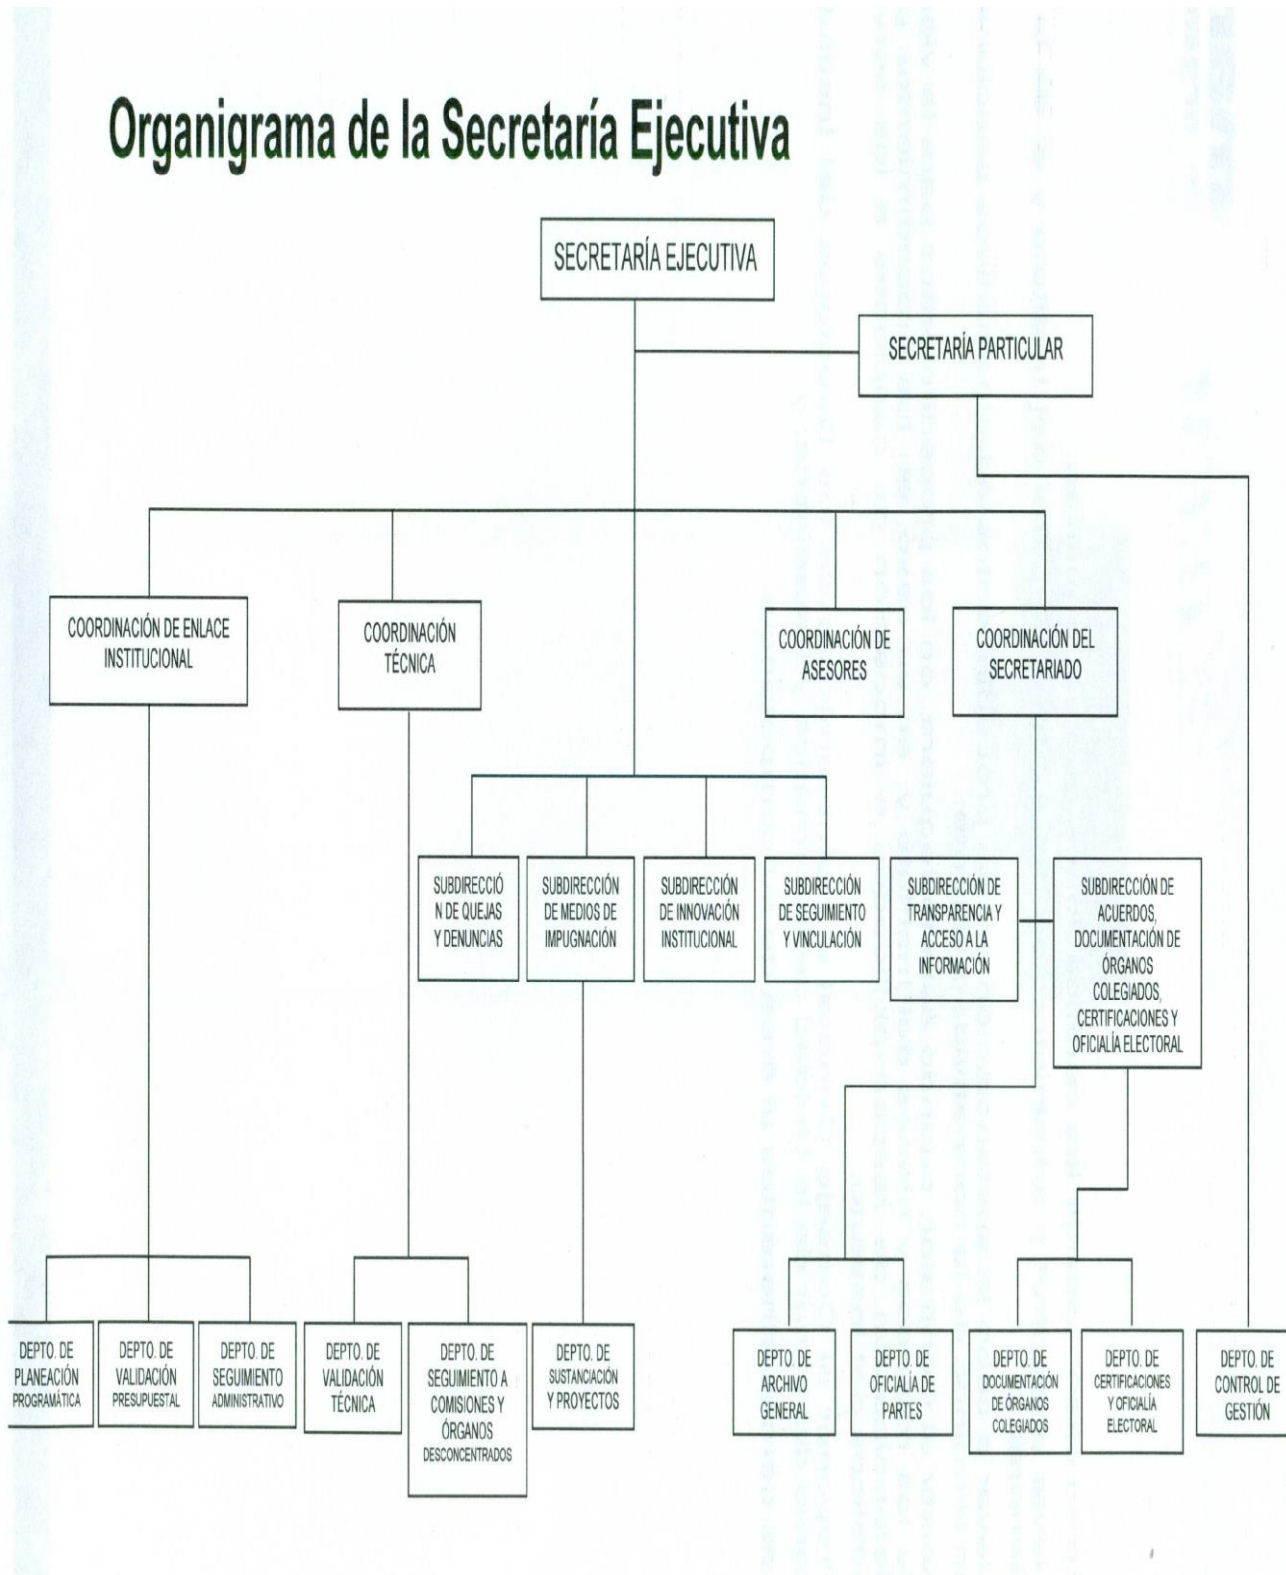 Organigrama de la Secretaría Ejecutiva
SECRETARÍA EJECUTIVA
SECRETARÍA PARTICULAR
COORDINACIÓN DE ENLACE
INSTITUCIONAL
COORDINACIÓN
TÉCNICA
COORDINACIÓN DE
ASESORES
COORDINACIÓN DEL
SECRETARIADO
SUBDIRECCIÓ
N DE QUEJAS
Y DENUNCIAS
SUBDIRECCIÓN
DE MEDIOS DE
IMPUGNACIÓN
SUBDIRECCIÓN
DE INNOVACIÓN
INSTITUCIONAL
SUBDIRECCIÓN
DE SEGUIMIENTO
Y VINCULACIÓN
SUBDIRECCIÓN DE
TRANSPARENCIA Y
ACCESO A LA
INFORMACIÓN
SUBDIRECCIÓN DE
ACUERDOS,
DOCUMENTACIÓN DE
ÓRGANOS
COLEGIADOS,
CERTIFICACIONES Y
OFICIALÍA ELECTORAL
DEPTO. DE
PLANEACIÓN
PROGRAMÁTICA
DEPTO. DE
VALIDACIÓN
PRESUPUESTAL
DEPTO. DE
SEGUIMIENTO
ADMINISTRATIVO
DEPTO. DE
VALIDACIÓN
TÉCNICA
DEPTO. DE
SEGUIMIENTO A
COMISIONES Y
ÓRGANOS
DESCONCENTRADOS
DEPTO. DE
SUSTANCIACIÓN
Y PROYECTOS
DEPTO. DE
ARCHIVO
GENERAL
DEPTO. DE
OFICIALÍA DE
PARTES
DEPTO. DE
DOCUMENTACIÓN
DE ÓRGANOS
COLEGIADOS
DEPTO. DE
CERTIFICACIONES
Y OFICIALÍA
ELECTORAL
DEPTO. DE
CONTROL DE
GESTIÓN